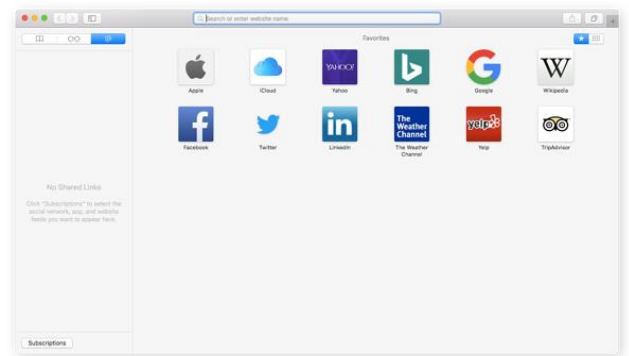 Search or enter website name
Favorites
YAHOO!
W
Apple
iCloud
Yahoo
Bing
Google
Wikipedia
f
in
The
Weather
Channel
yelp
Facebook
Twitter
LinkedIn
The Weather
Channel
Yelp
TripAdvisor
No Shared Links
Click "Subscriptions" to select the
social network, app, and website
feeds you want to appear here.
Subscriptions